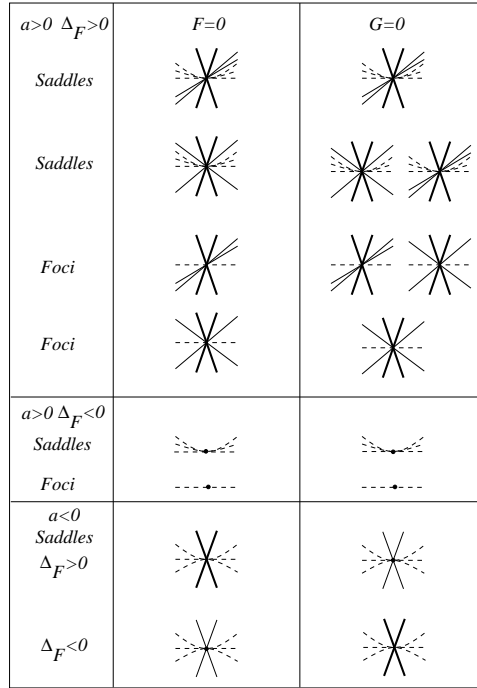 a>0 Δ_F>0 F=0 G=0
Saddles
Saddles
Foci
Foci
a>0 Δ_F<0
Saddles
Foci
a<0
Saddles
Δ_F>0
Δ_F<0